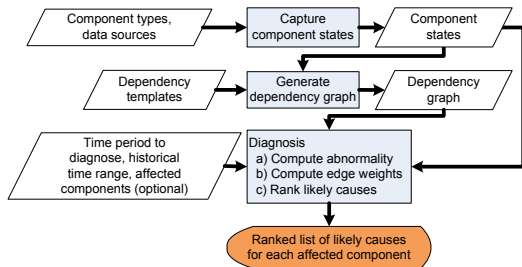 Component types,
data sources
Capture
component states
Component
states
Dependency
templates
Generate
dependency graph
Dependency
graph
Time period to
diagnose, historical
time range, affected
components (optional)
Diagnosis
a) Compute abnormality
b) Compute edge weights
c) Rank likely causes
Ranked list of likely causes
for each affected component